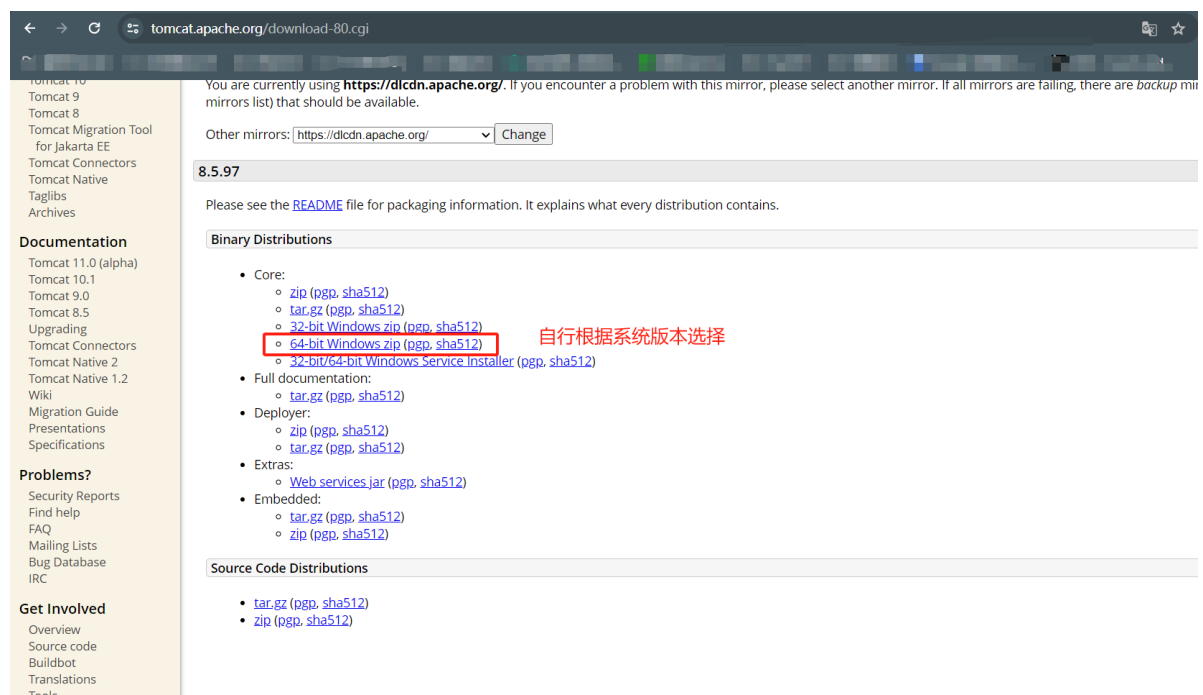 tomcat.apache.org/download-80.cgi
Tomcat 10
Tomcat 9
Tomcat 8
Tomcat Migration Tool
for Jakarta EE
Tomcat Connectors
Tomcat Native
Taglibs
Archives
Documentation
Tomcat 11.0 (alpha)
Tomcat 10.1
Tomcat 9.0
Tomcat 8.5
Upgrading
Tomcat Connectors
Tomcat Native 2
Tomcat Native 1.2
Wiki
Migration Guide
Presentations
Specifications
Problems?
Security Reports
Find help
FAQ
Mailing Lists
Bug Database
IRC
Get Involved
Overview
Source code
Buildbot
Translations
Tools
You are currently using https://dlcdn.apache.org/. If you encounter a problem with this mirror, please select another mirror. If all mirrors are failing, there are backup
mirrors list) that should be available.
Other mirrors: https://dlcdn.apache.org/ Change
8.5.97
Please see the README file for packaging information. It explains what every distribution contains.
Binary Distributions
Core:
zip (pgp, sha512)
tar.gz (pgp, sha512)
32-bit Windows zip (pgp, sha512)
64-bit Windows zip (pgp, sha512) 自行根据系统版本选择
32-bit/64-bit Windows Service Installer (pgp, sha512)
Full documentation:
tar.gz (pgp, sha512)
Deployer:
zip (pgp, sha512)
tar.gz (pgp, sha512)
Extras:
Web services jar (pgp, sha512)
Embedded:
tar.gz (pgp, sha512)
zip (pgp, sha512)
Source Code Distributions
tar.gz (pgp, sha512)
zip (pgp, sha512)